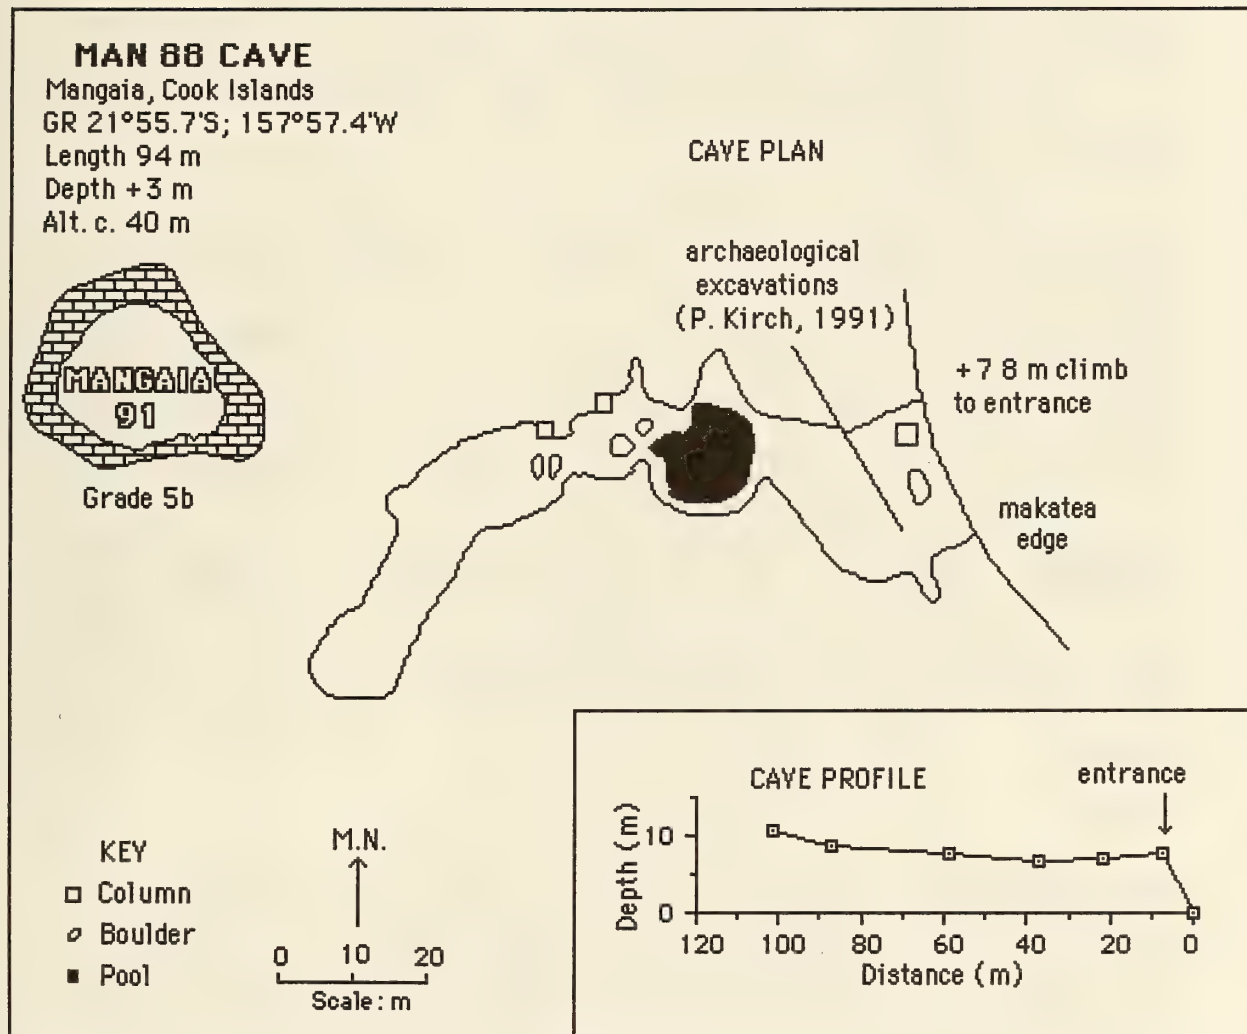 MAN 88 CAVE
Mangaia, Cook Islands
GR 21°55.7'S; 157°57.4'W
Length 94 m
Depth +3 m
Alt. c. 40 m
MANGAIA
91
Grade 5b
CAVE PLAN
archaeological
excavations
(P. Kirch, 1991)
+7 8 m climb
to entrance
makatea
edge
KEY
Column
Boulder
Pool
M.N.
0 10 20
Scale: m
CAVE PROFILE
entrance
Depth (m)
10
0
120 100 80 60 40 20 0
Distance (m)